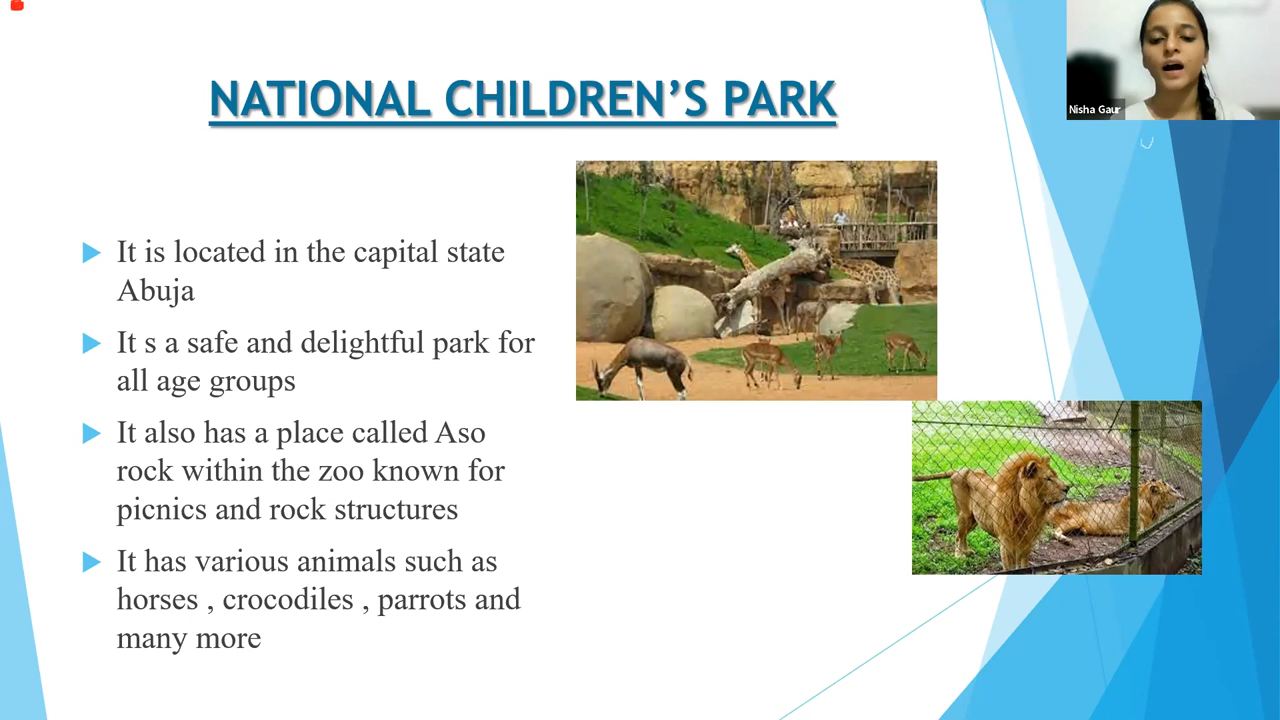 NATIONAL CHILDREN’S PARK
Nisha Gaur
It is located in the capital state
Abuja
It s a safe and delightful park for
all age groups
It also has a place called Aso
rock within the zoo known for
picnics and rock structures
It has various animals such as
horses , crocodiles , parrots and
many more